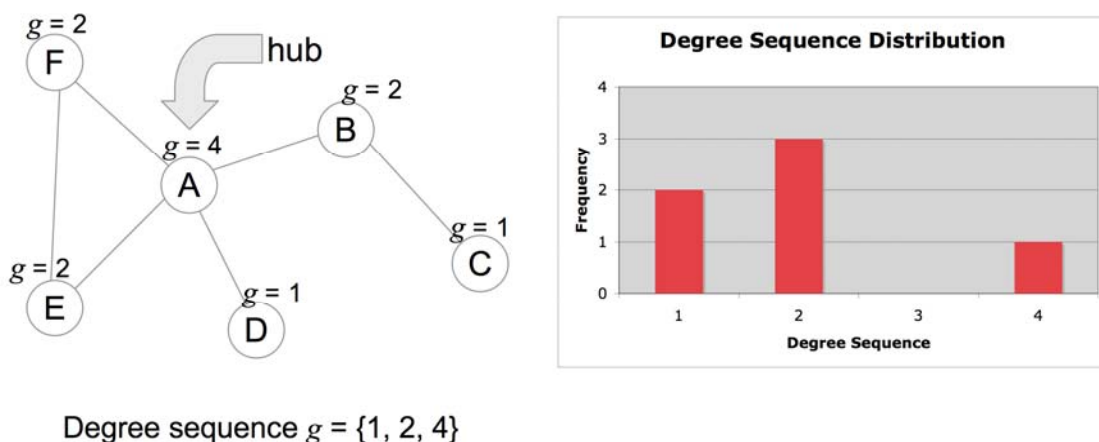 g = 2
F
hub
g = 2
B
g = 4
A
g = 1
C
g = 2
E
g = 1
D
Degree sequence g = {1, 2, 4}
Degree Sequence Distribution
Frequency
4
3
2
1
0
1 2 3 4
Degree Sequence